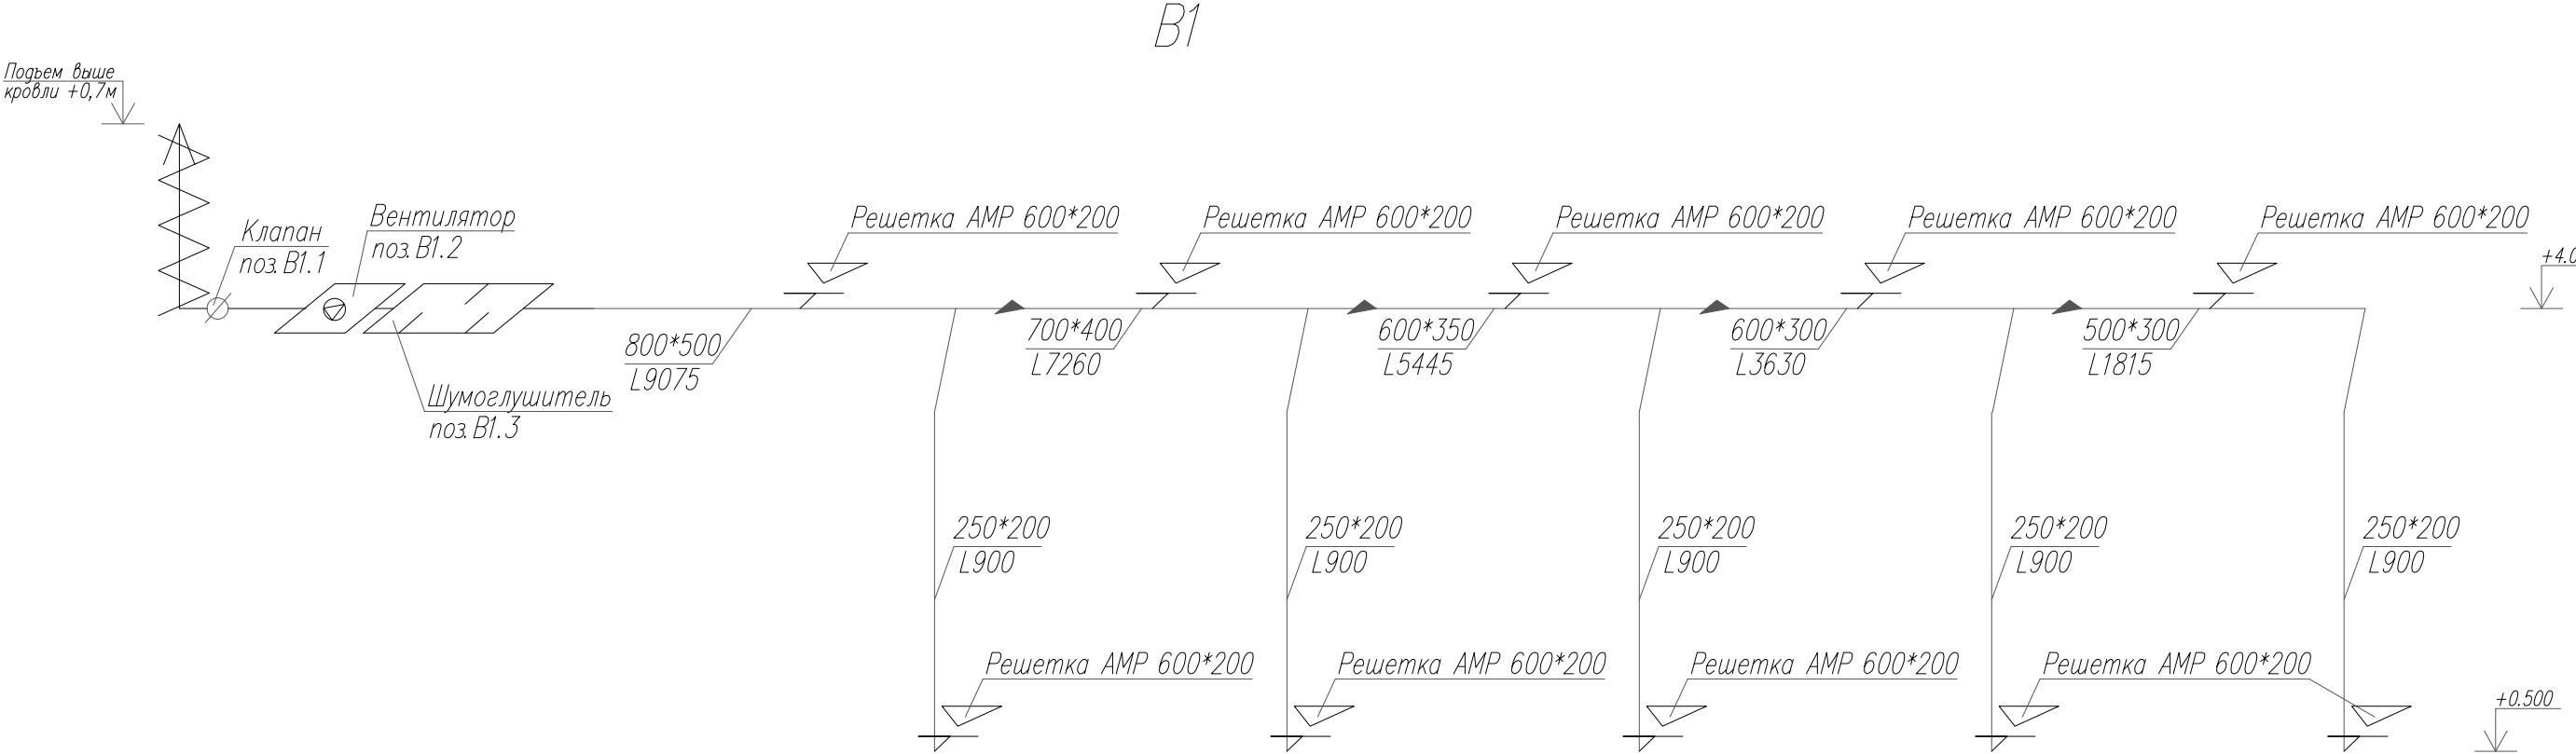 В1
Подъем выше
кровли +0,7м
Клапан
поз.В1.1
Вентилятор
поз.В1.2
Решетка АМР 600*200
Решетка АМР 600*200
Решетка АМР 600*200
Решетка АМР 600*200
Решетка АМР 600*200
+4.0
800*500
L9075
700*400
L7260
600*350
L5445
600*300
L3630
500*300
L1815
Шумоглушитель
поз.В1.3
250*200
L900
250*200
L900
250*200
L900
250*200
L900
250*200
L900
Решетка АМР 600*200
Решетка АМР 600*200
Решетка АМР 600*200
Решетка АМР 600*200
+0.500